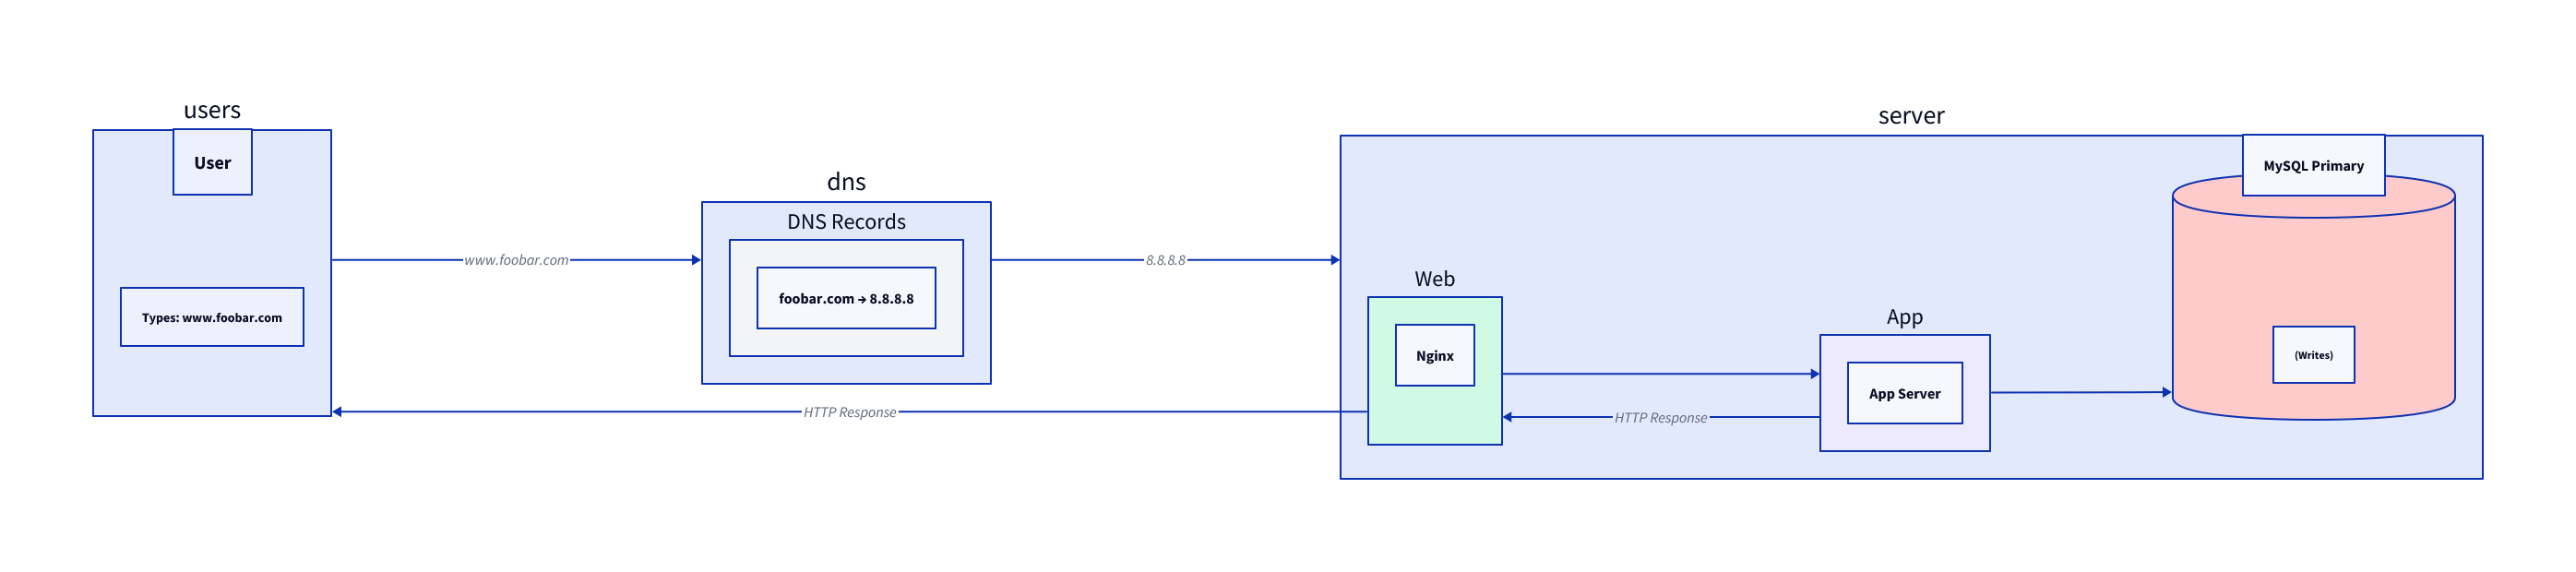 users
User
Types: www.foobar.com
www.foobar.com
dns
DNS Records
foobar.com → 8.8.8.8
8.8.8.8
HTTP Response
server
Web
Nginx
HTTP Response
App
App Server
MySQL Primary
(Writes)